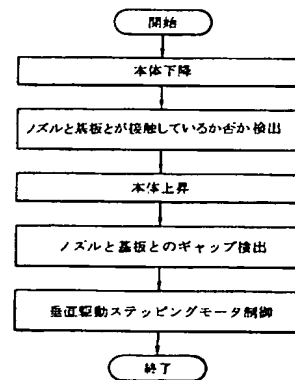 開始
本体下降
ノズルと基板とが接触しているか否か検出
本体上昇
ノズルと基板とのギャップ検出
垂直駆動ステッピングモータ制御
終了